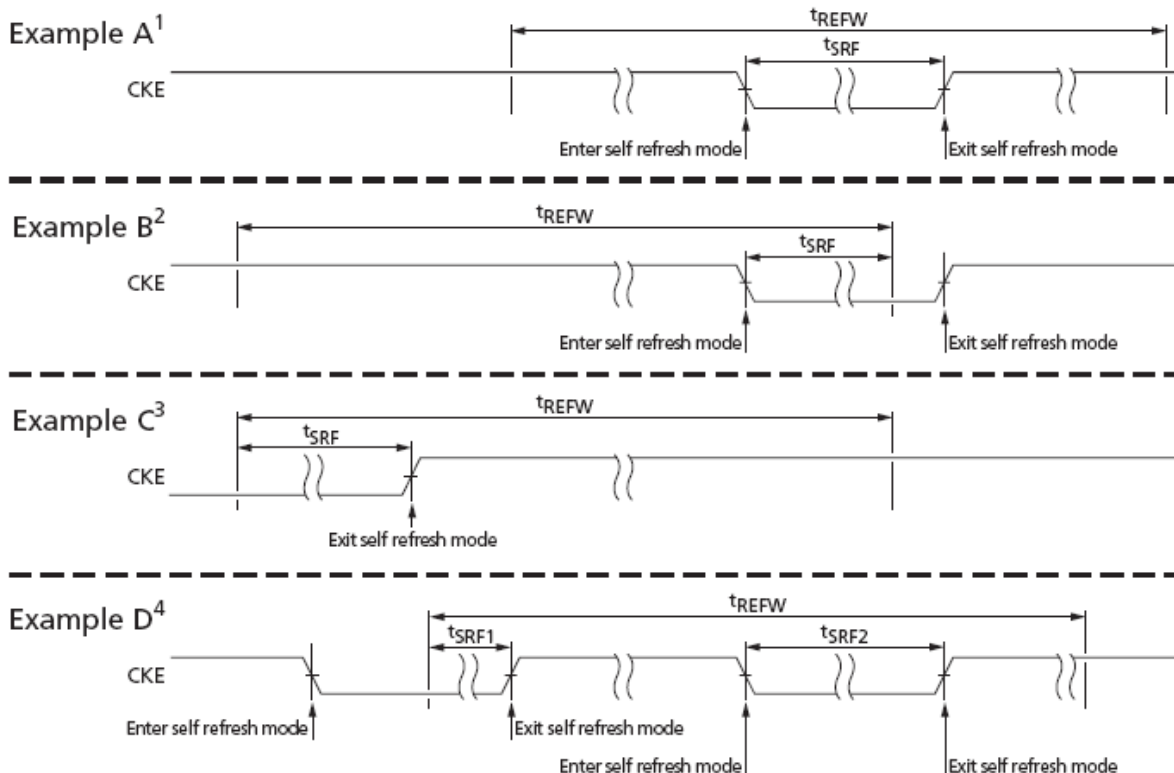 Example A¹
tREFW
tSRF
CKE
Enter self refresh mode
Exit self refresh mode
Example B²
tREFW
tSRF
CKE
Enter self refresh mode
Exit self refresh mode
Example C³
tREFW
tSRF
CKE
Exit self refresh mode
Example D⁴
tREFW
tSRF1
tSRF2
CKE
Enter self refresh mode
Exit self refresh mode
Enter self refresh mode
Exit self refresh mode